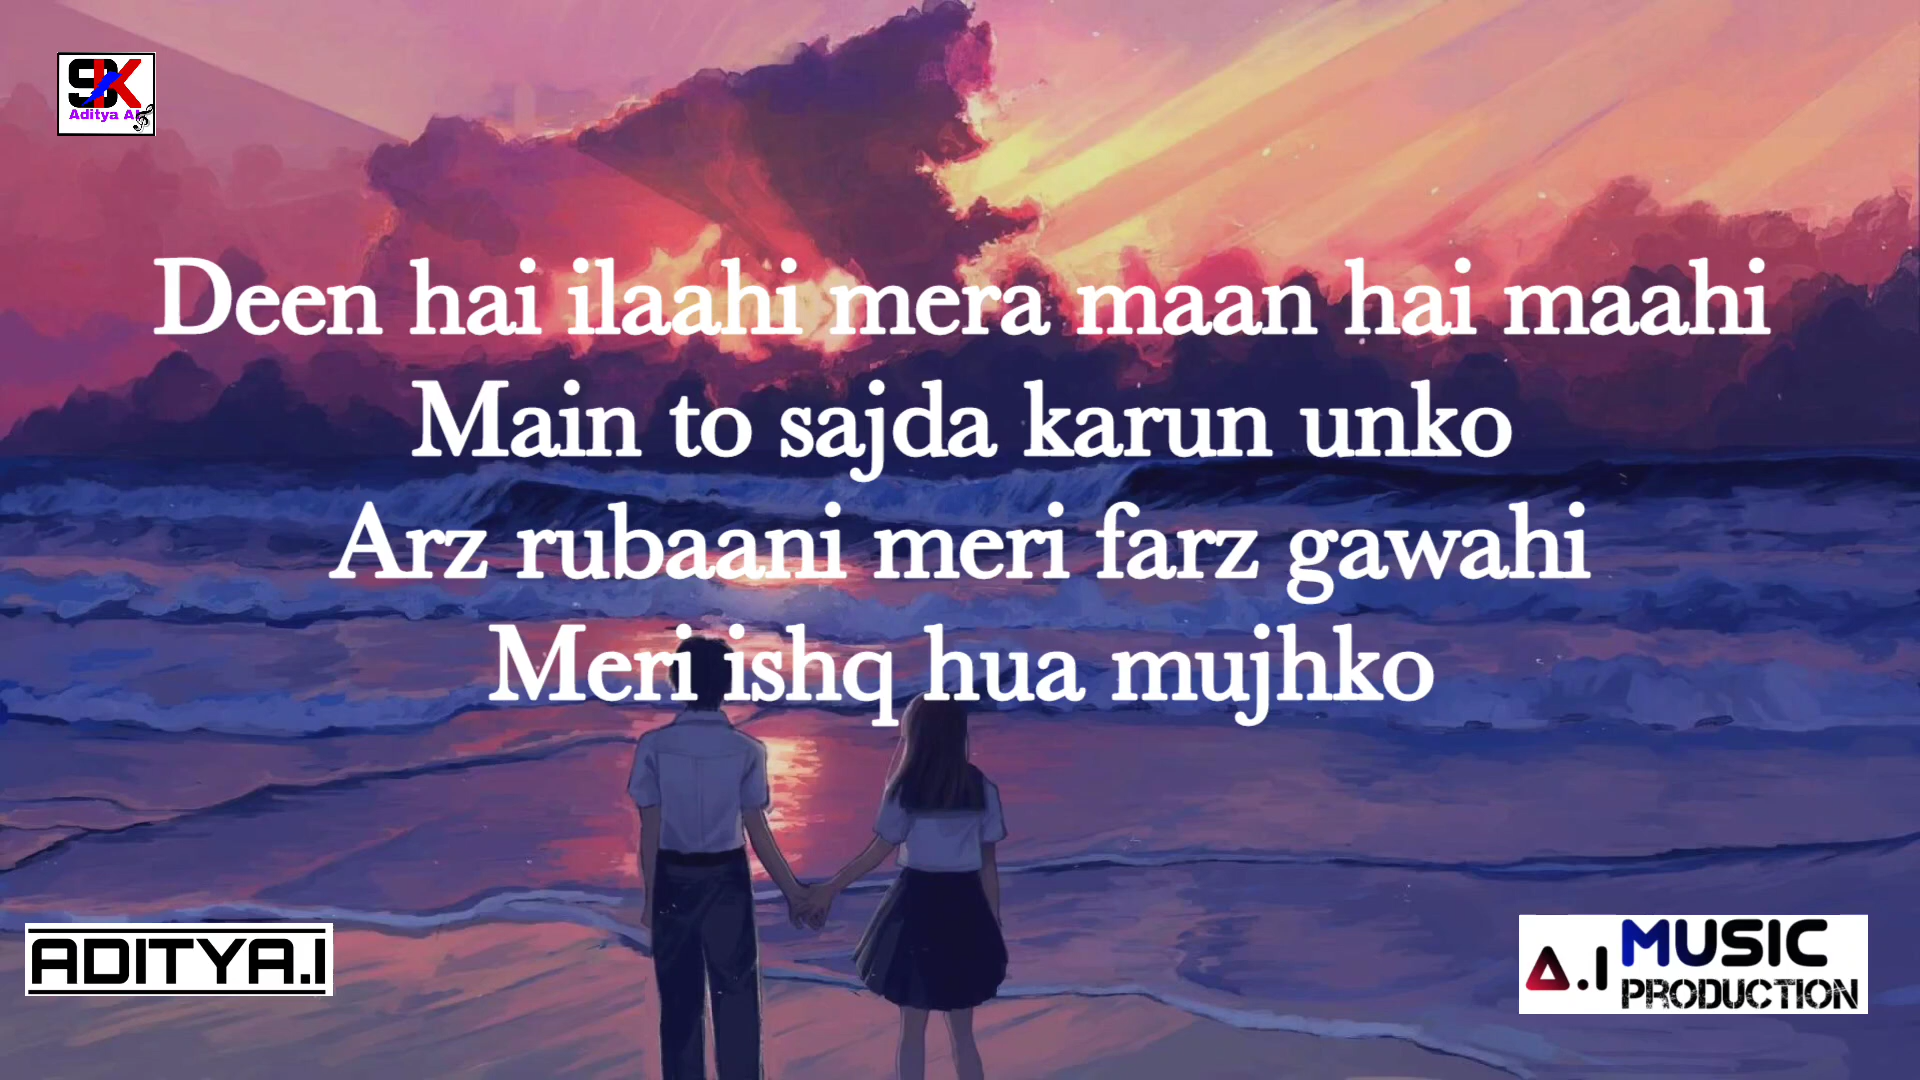 SK
Aditya AI
Deen hai ilaahi mera maan hai maahi
Main to sajda karun unko
Arz rubaani meri farz gawahi
Meri ishq hua mujhko
ADITYA.I
A.I MUSIC
PRODUCTION